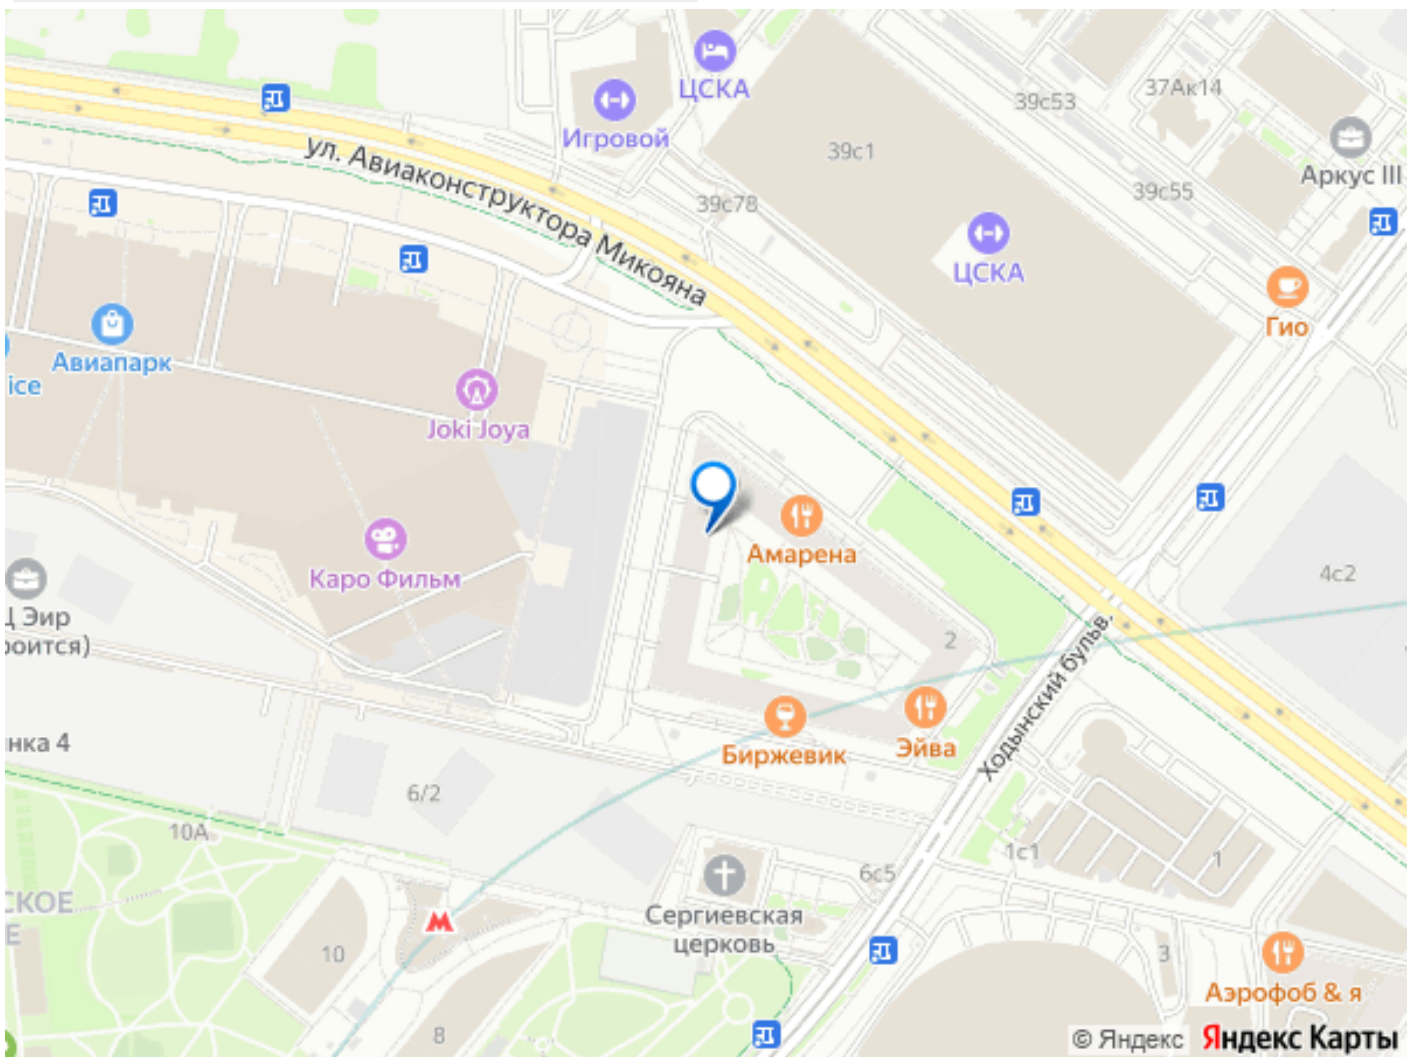 ЦСКА
Игровой
39с1
39с53
37Ак14
Аркус III
39с55
39с78
ул. Авиаконструктора Микояна
ЦСКА
Гио
Авиапарк
ice
Joki Joya
Амарена
Каро Фильм
4с2
Ц Эир
роится)
2
Ходынский бульв.
Биржевик
Эйва
нка 4
6/2
10А
1с1
1
6с5
СКОЕ
Е
Сергиевская
церковь
М
10
8
3
Аэрофоб & я
© Яндекс Яндекс Карты